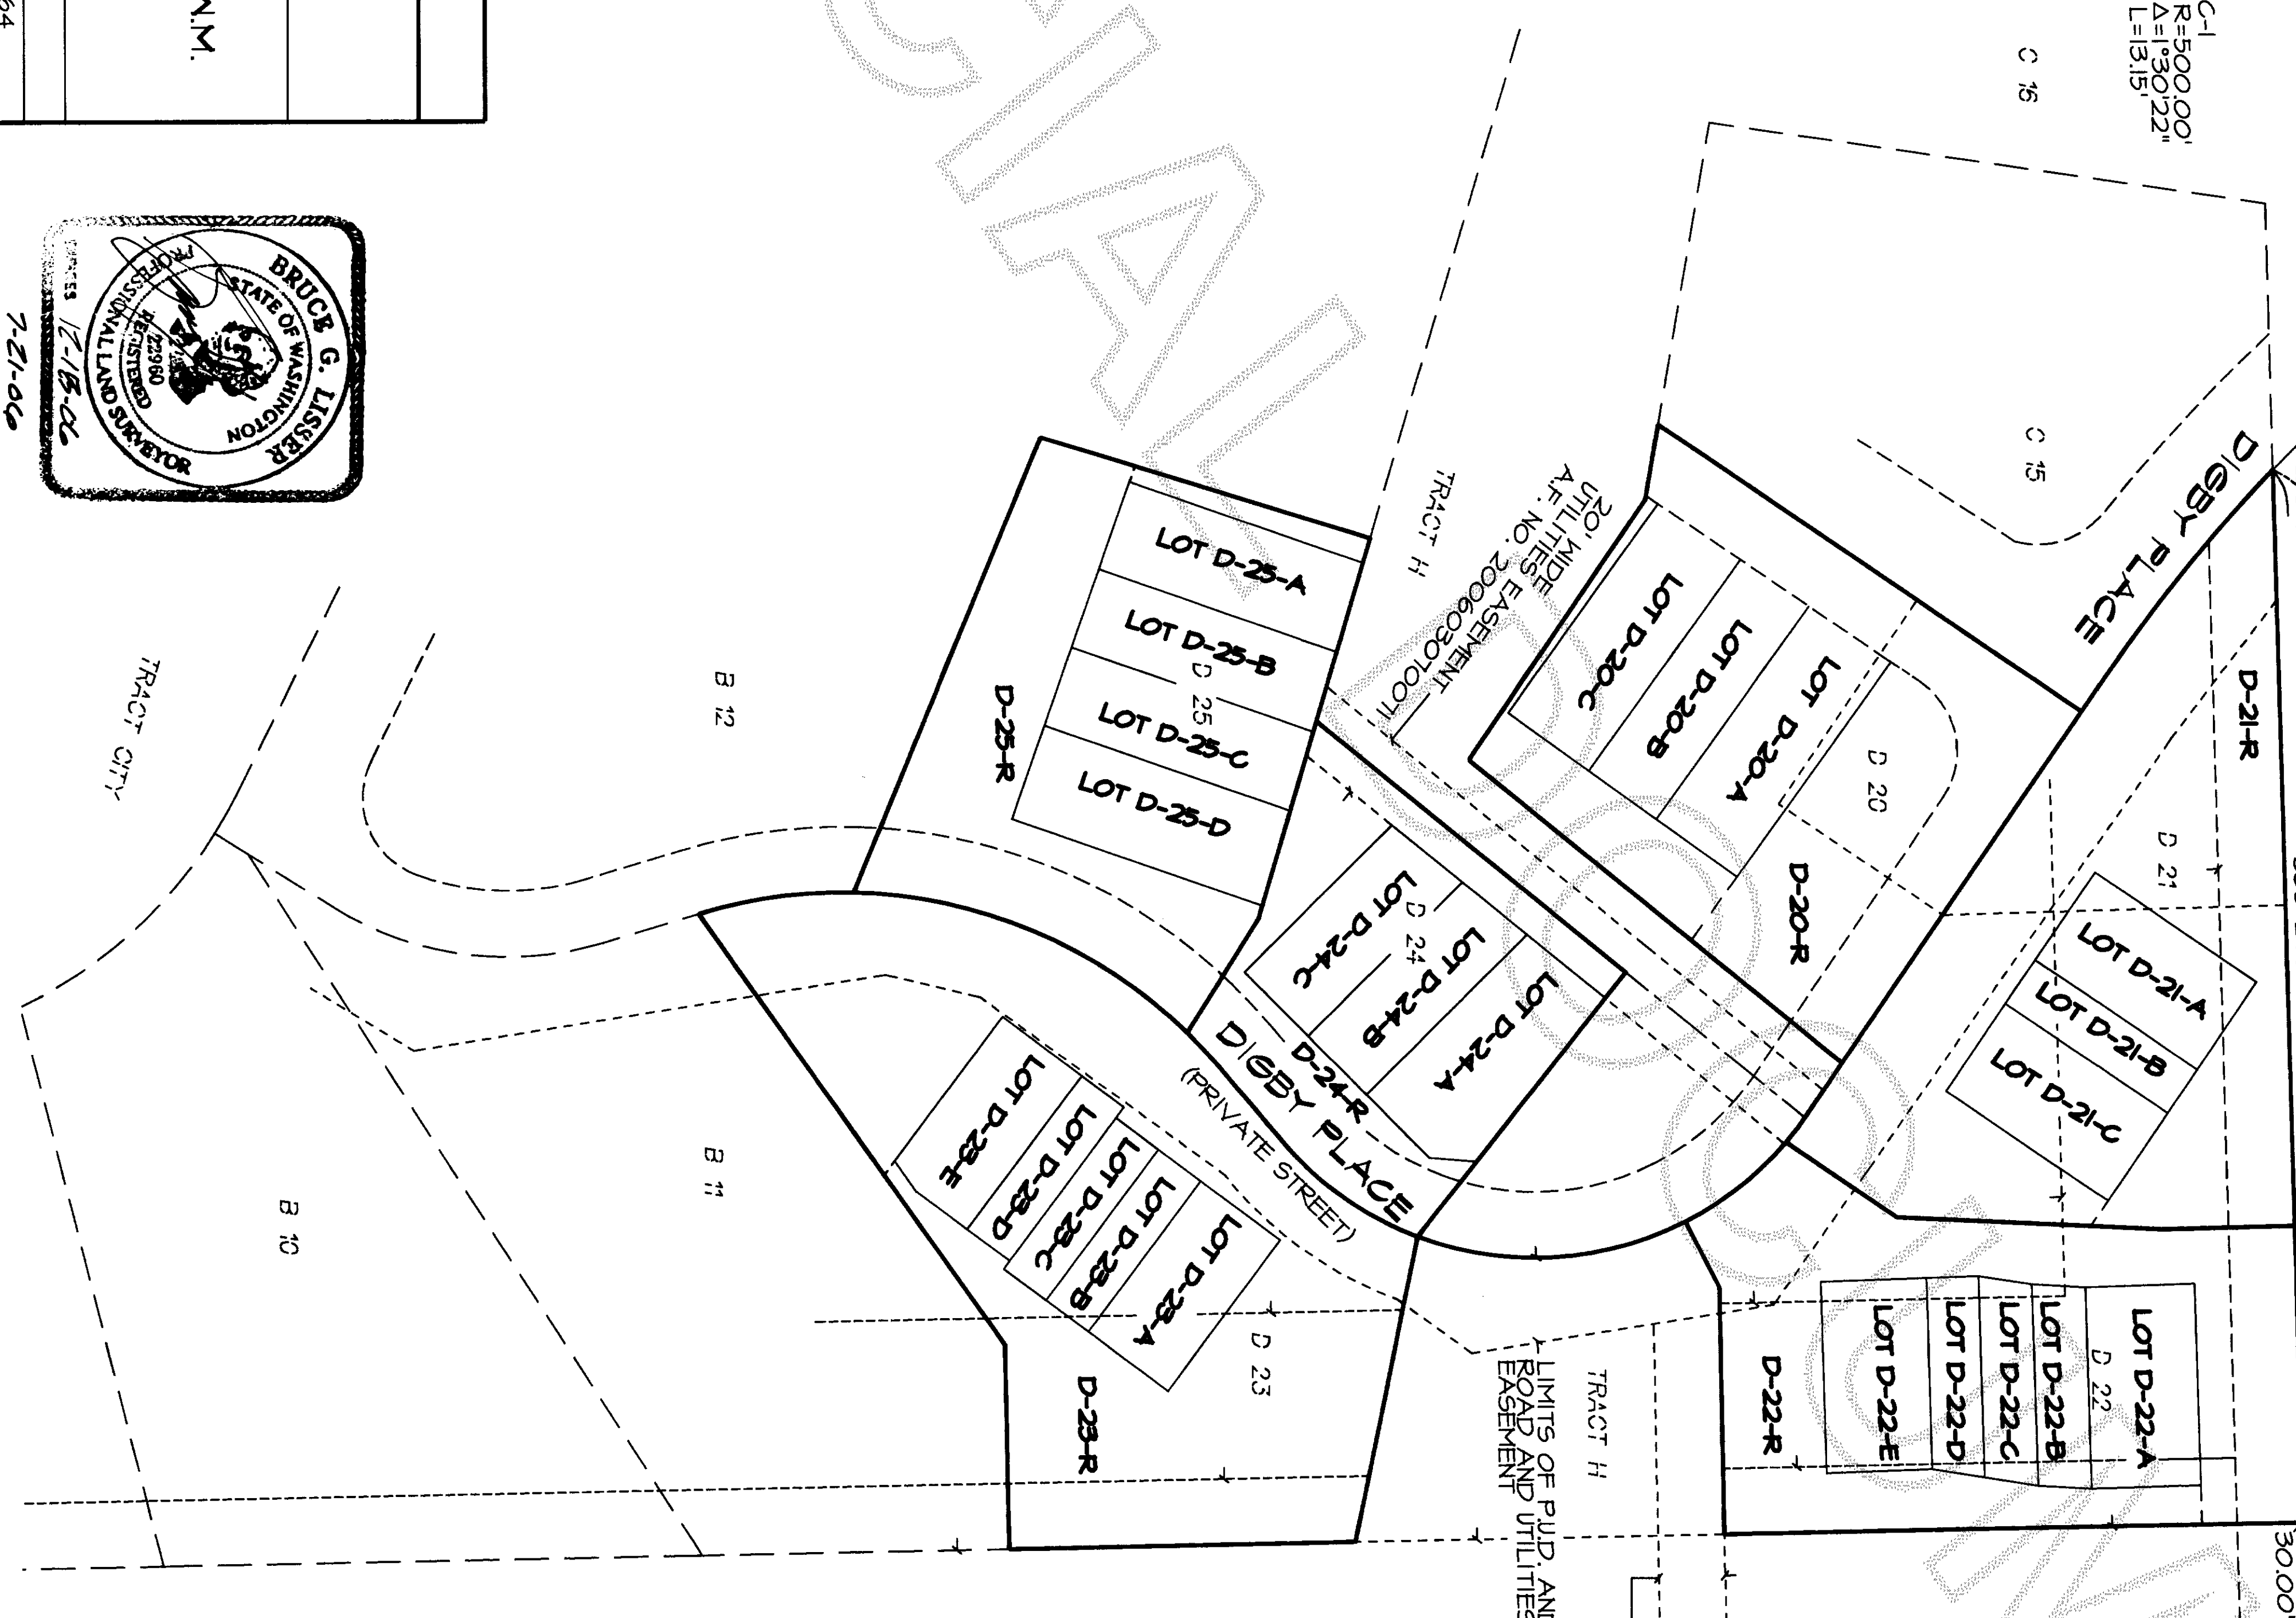 C-1
R=500.00'
Δ=1°30'22"
L=13.15'
C 16
C 15
DIGBY PLACE
D-21-R
D 21
LOT D-21-A
LOT D-21-B
LOT D-21-C
20' WIDE
UTILITIES EASEMENT
A.F. NO. 200603070071
TRACT H
LOT D-20-C
LOT D-20-B
LOT D-20-A
D 20
D-20-R
LOT D-25-A
LOT D-25-B
D 25
LOT D-25-C
LOT D-25-D
D-25-R
LOT D-24-C
D 24
LOT D-24-B
LOT D-24-A
D-24-R
DIGBY PLACE
(PRIVATE STREET)
LOT D-23-E
LOT D-23-D
LOT D-23-C
LOT D-23-B
LOT D-23-A
D 23
D-23-R
LOT D-22-A
D 22
LOT D-22-B
LOT D-22-C
LOT D-22-D
LOT D-22-E
D-22-R
TRACT H
LIMITS OF P.U.D. AND
ROAD AND UTILITIES
EASEMENT
30.00'
B 12
B 11
B 10
TRACT CITY
N.M.
BRUCE G. LISSER
STATE OF WASHINGTON
22960
REGISTERED
PROFESSIONAL LAND SURVEYOR
12-18-06
7-21-06